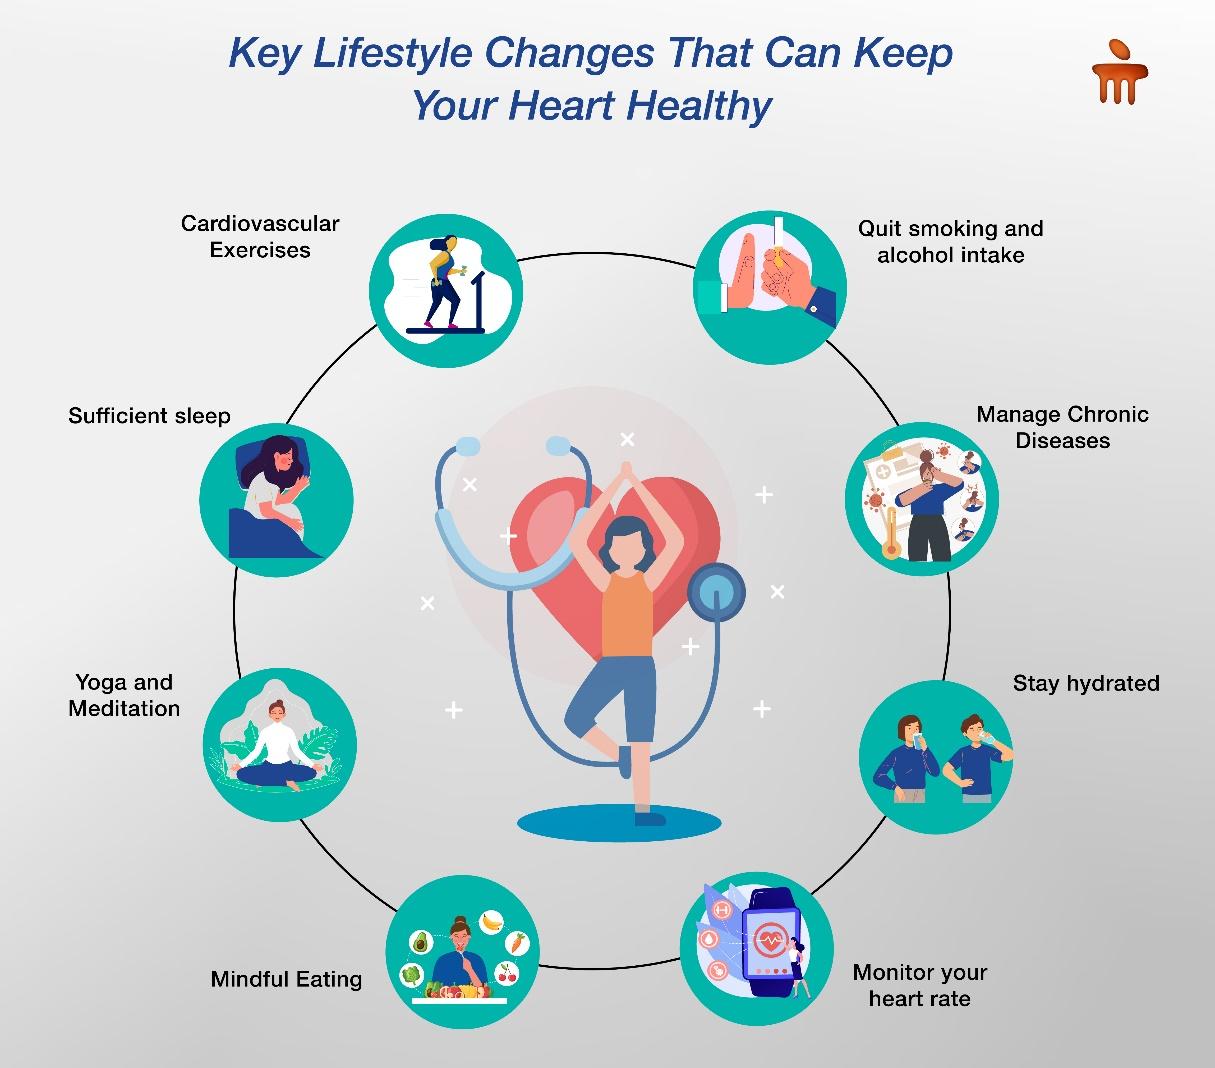 Key Lifestyle Changes That Can Keep
Your Heart Healthy
Cardiovascular
Exercises
Quit smoking and
alcohol intake
Sufficient sleep
Manage Chronic
Diseases
Yoga and
Meditation
Stay hydrated
Mindful Eating
Monitor your
heart rate